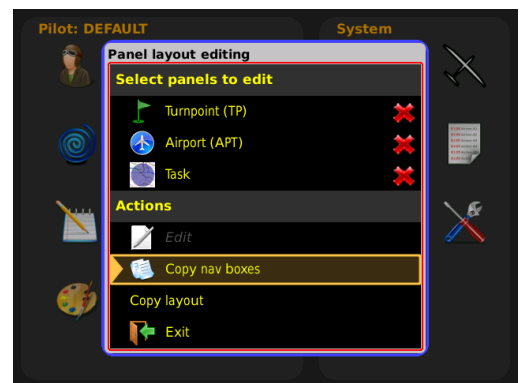 Pilot: DEFAULT
System
Panel layout editing
Select panels to edit
Turnpoint (TP)
Airport (APT)
Task
Actions
Edit
Copy nav boxes
Copy layout
Exit